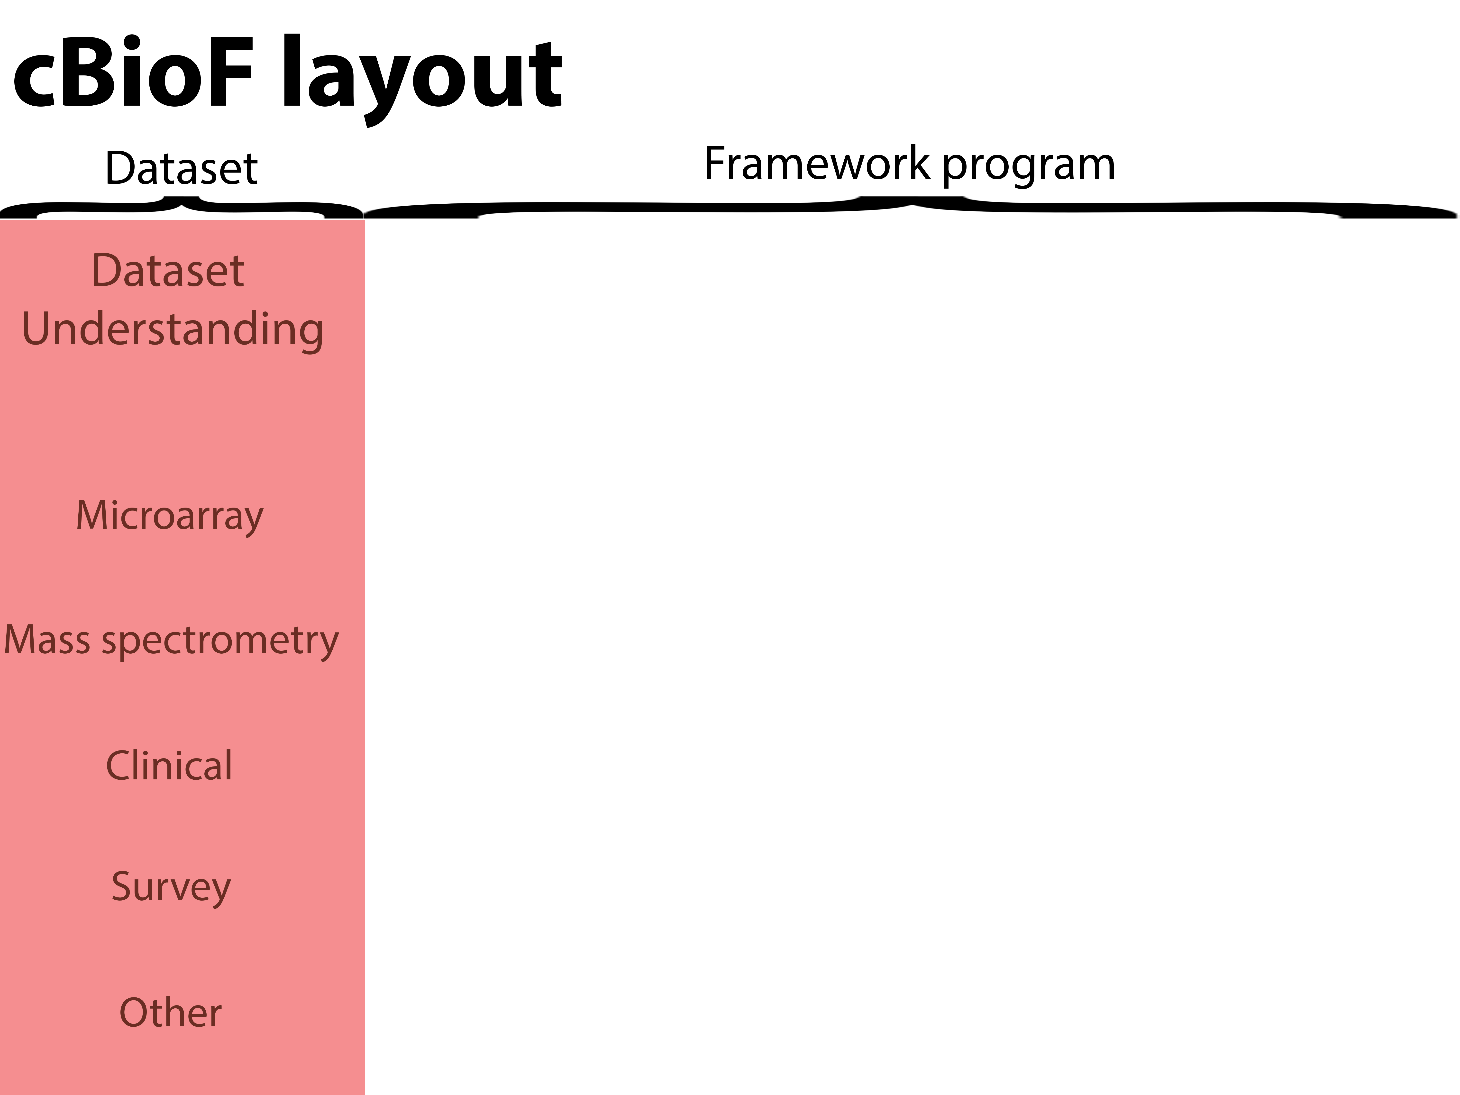 cBioF layout
Dataset
Framework program
Dataset
Understanding
Microarray
Mass spectrometry
Clinical
Survey
Other